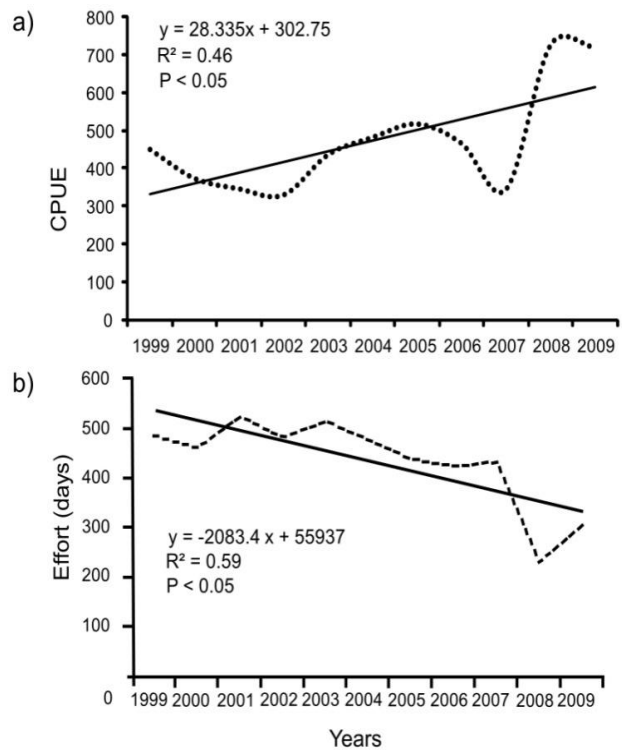 a)
800
700
600
500
400
300
200
100
0
CPUE
y = 28.335x + 302.75
R² = 0.46
P < 0.05
1999 2000 2001 2002 2003 2004 2005 2006 2007 2008 2009
b)
600
500
400
300
200
100
0
Effort (days)
y = -2083.4 x + 55937
R² = 0.59
P < 0.05
1999 2000 2001 2002 2003 2004 2005 2006 2007 2008 2009
Years